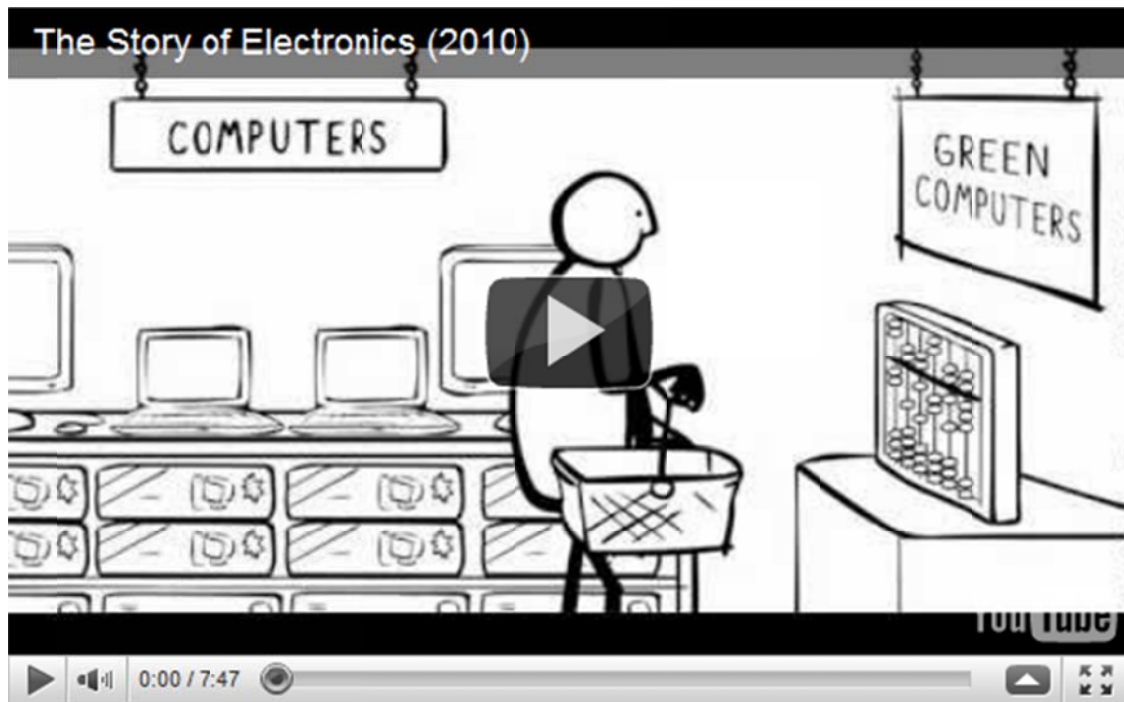 The Story of Electronics (2010)
COMPUTERS
GREEN
COMPUTERS
YouTube
0:00 / 7:47